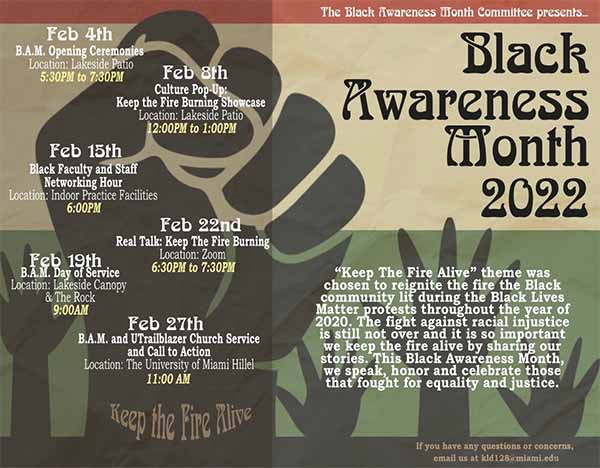 The Black Awareness Month Committee presents...
Black
Awareness
Month
2022
Feb 4th
B.A.M. Opening Ceremonies
Location: Lakeside Patio
5:30PM to 7:30PM
Feb 8th
Culture Pop-Up:
Keep the Fire Burning Showcase
Location: Lakeside Patio
12:00PM to 1:00PM
Feb 15th
Black Faculty and Staff
Networking Hour
Location: Indoor Practice Facilities
6:00PM
Feb 22nd
Real Talk: Keep The Fire Burning
Location: Zoom
6:30PM to 7:30PM
Feb 19th
B.A.M. Day of Service
Location: Lakeside Canopy
& The Rock
9:00AM
Feb 27th
B.A.M. and UTrailblazer Church Service
and Call to Action
Location: The University of Miami Hillel
11:00 AM
Keep the Fire Alive
“Keep The Fire Alive” theme was
chosen to reignite the fire the Black
community lit during the Black Lives
Matter protests throughout the year of
2020. The fight against racial injustice
is still not over and it is so important
we keep the fire alive by sharing our
stories. This Black Awareness Month,
we speak, honor and celebrate those
that fought for equality and justice.
If you have any questions or concerns,
email us at kld128@miami.edu